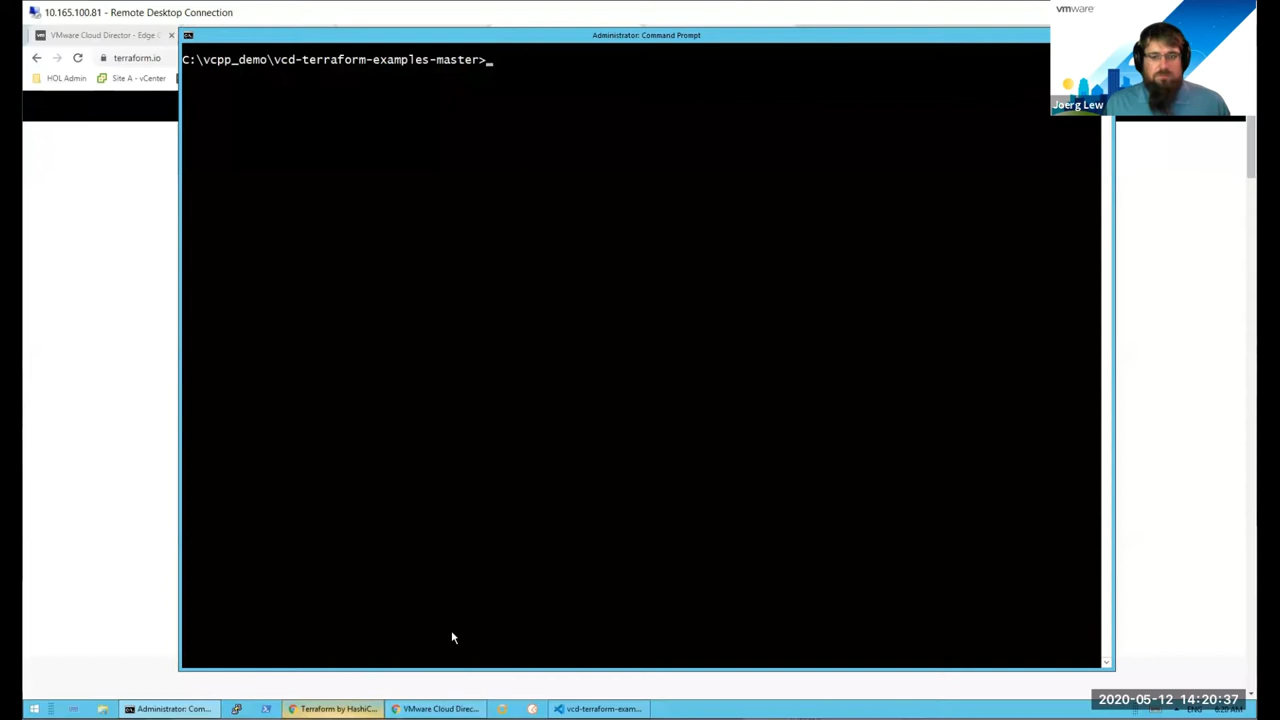 10.165.100.81 - Remote Desktop Connection
vmware
VMware Cloud Director - Edge G
Administrator: Command Prompt
terraform.io
C:\vcpp_demo\vcd-terraform-examples-master>_
HOL Admin
Site A - vCenter
Joerg Lew
Administrator: Com...
Terraform by HashiC...
VMware Cloud Direc...
vcd-terraform-exam...
2020-05-12 14:20:37